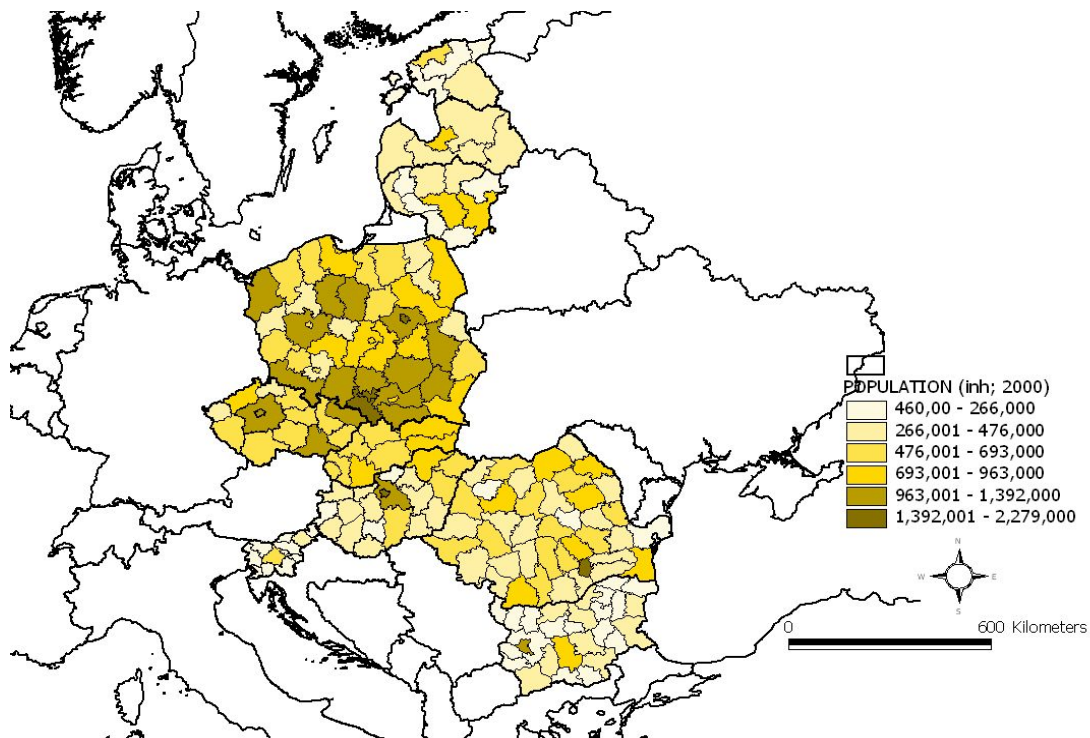 POPULATION (inh; 2000)
460,00 - 266,000
266,001 - 476,000
476,001 - 693,000
693,001 - 963,000
963,001 - 1,392,000
1,392,001 - 2,279,000
N
W E
S
0 600 Kilometers